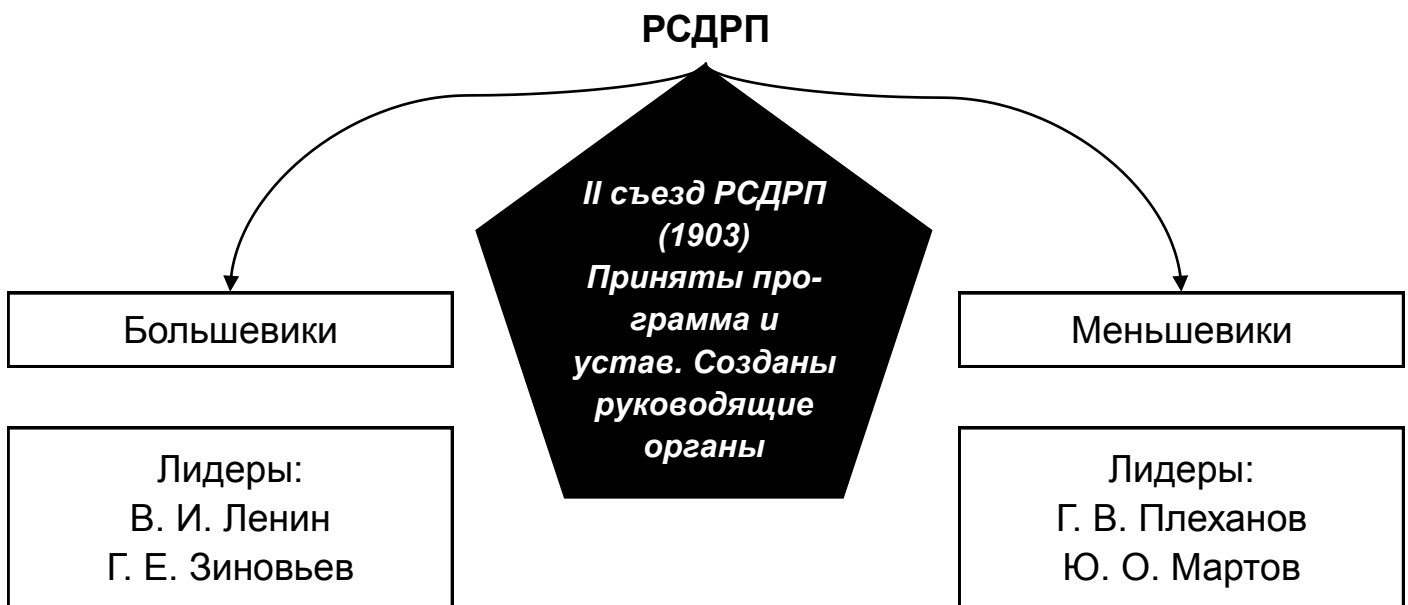 РСДРП
II съезд РСДРП
(1903)
Приняты про-
грамма и
устав. Созданы
руководящие
органы
Большевики
Меньшевики
Лидеры:
В. И. Ленин
Г. Е. Зиновьев
Лидеры:
Г. В. Плеханов
Ю. О. Мартов